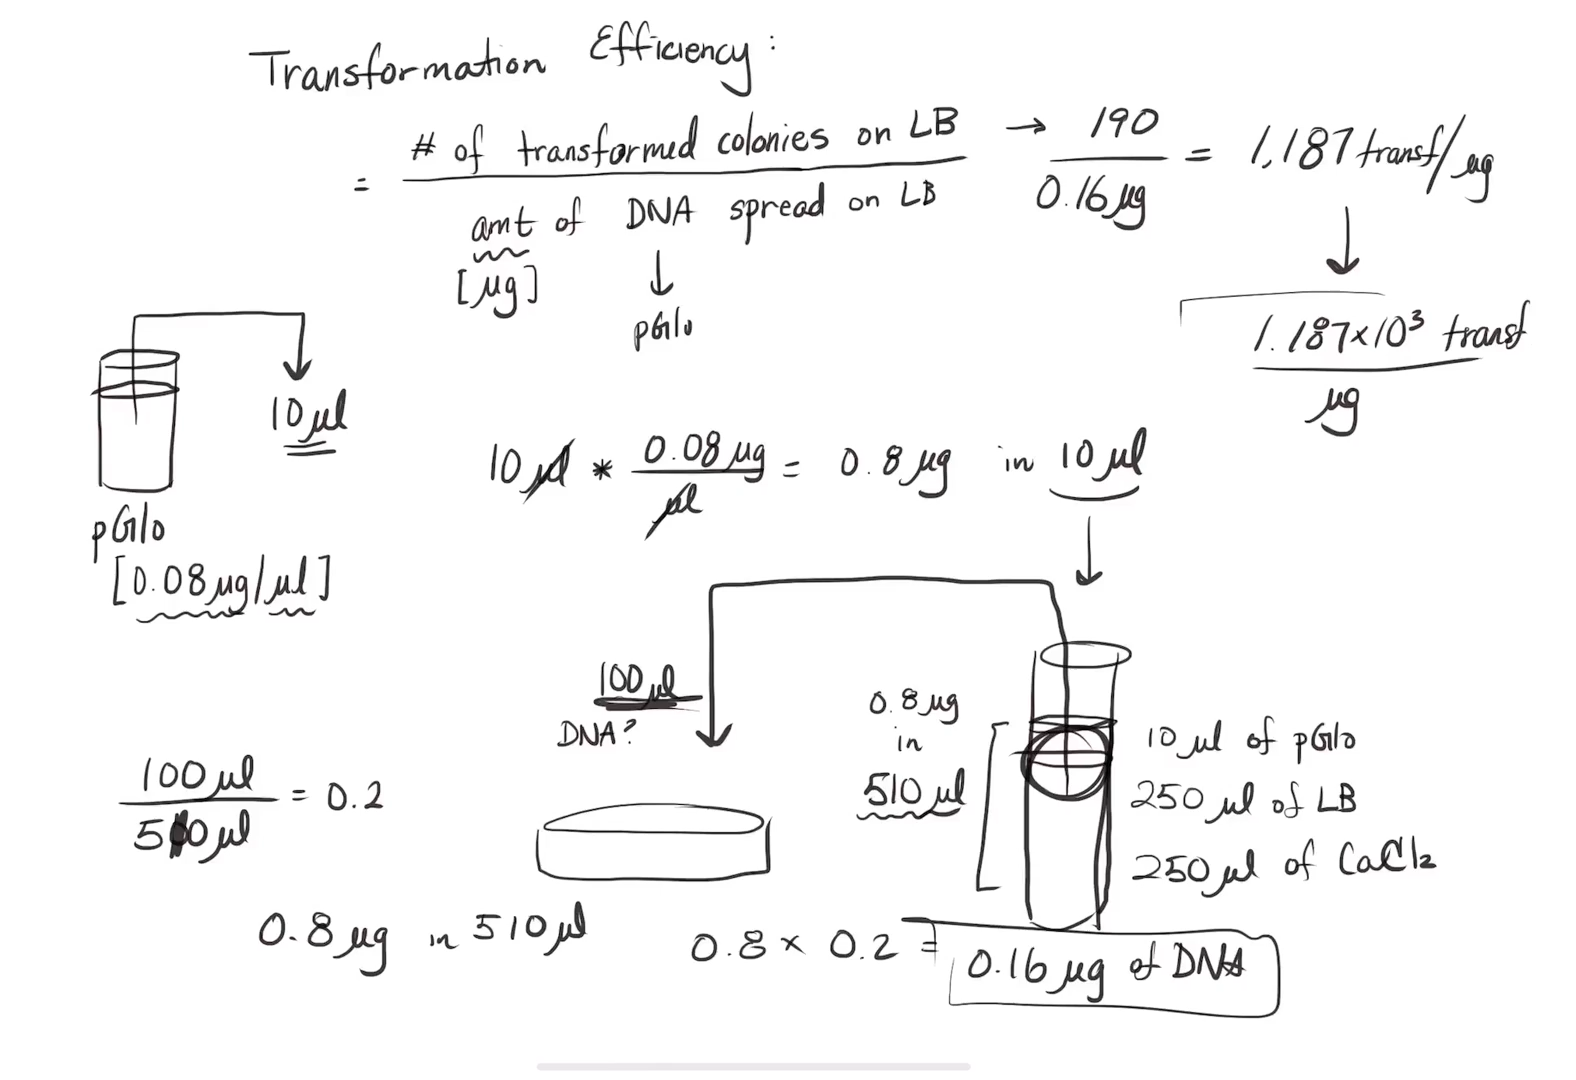 Transformation Efficiency:
= # of transformed colonies on LB / amt of DNA spread on LB → 190 / 0.16 µg = 1,187 transf/µg
[µg]
↓
pGlo
↓
1.187×10³ transf / µg
10 µl
pGlo
[0.08 µg/µl]
10 µl * 0.08 µg / µl = 0.8 µg in 10 µl
100 µl
DNA?
0.8 µg
in
510 µl
10 µl of pGlo
250 µl of LB
250 µl of CaCl2
100 µl / 510 µl = 0.2
0.8 µg in 510 µl
0.8 × 0.2 = 0.16 µg of DNA